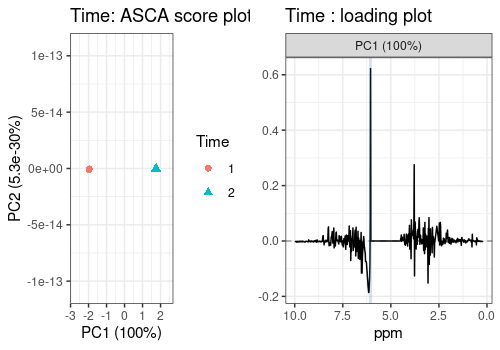 Time: ASCA score plot
1e-13
5e-14
0e+00
-5e-14
-1e-13
PC2 (5.3e-30%)
-3 -2 -1 0 1 2
PC1 (100%)
Time
1
2
Time : loading plot
PC1 (100%)
0.6
0.4
0.2
0.0
-0.2
10.0 7.5 5.0 2.5 0.0
ppm